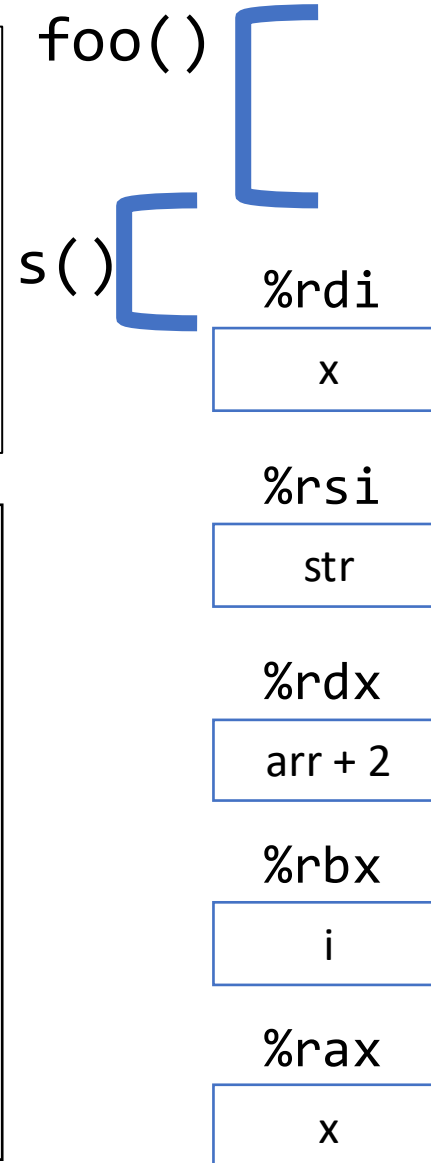 foo()
s()
%rdi
x
%rsi
str
%rdx
arr + 2
%rbx
i
%rax
x